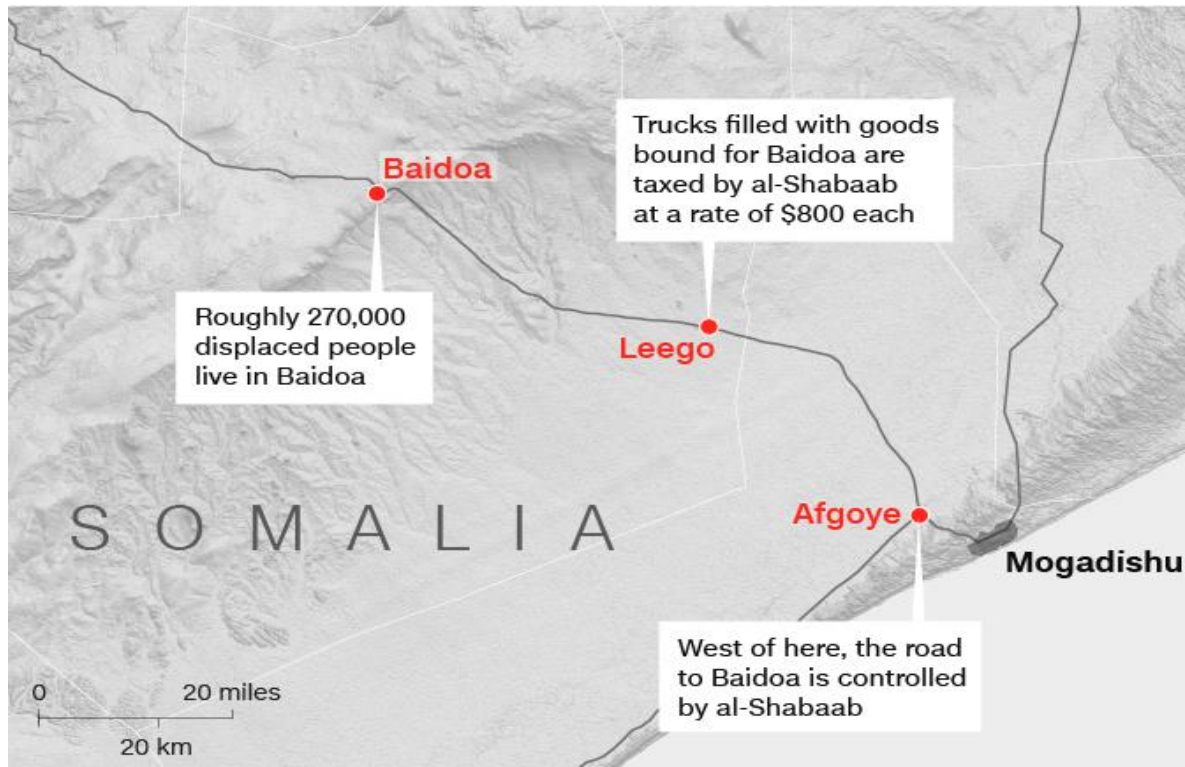 Trucks filled with goods
bound for Baidoa are
taxed by al-Shabaab
at a rate of $800 each
Baidoa
Roughly 270,000
displaced people
live in Baidoa
Leego
SOMALIA
Afgoye
Mogadishu
West of here, the road
to Baidoa is controlled
by al-Shabaab
0 20 miles
20 km